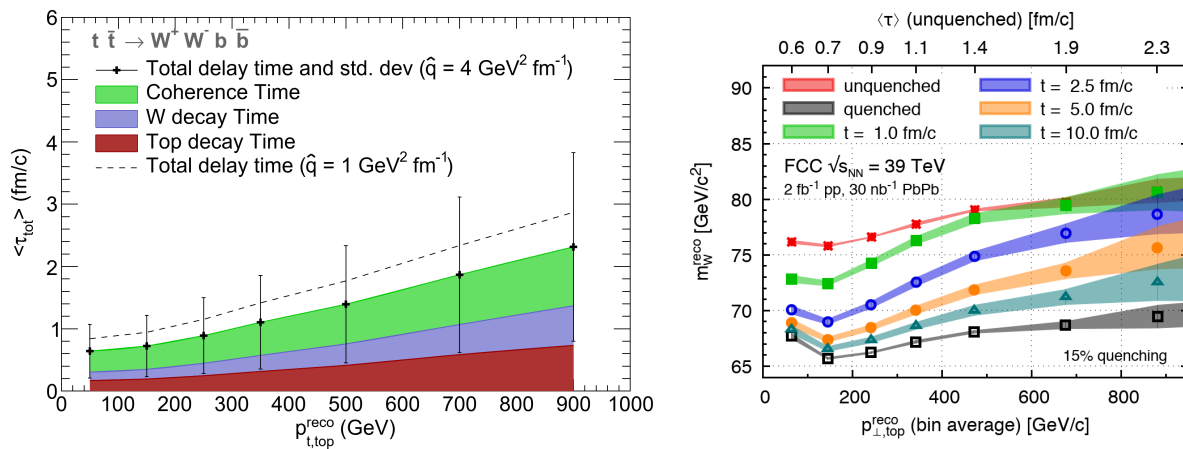 6
5
4
3
2
1
0
<τtot> (fm/c)
t t̄ → W+ W- b b̄
Total delay time and std. dev (q̂ = 4 GeV² fm⁻¹)
Coherence Time
W decay Time
Top decay Time
Total delay time (q̂ = 1 GeV² fm⁻¹)
0 100 200 300 400 500 600 700 800 900 1000
p^reco_t,top (GeV)
⟨τ⟩ (unquenched) [fm/c]
0.6 0.7 0.9 1.1 1.4 1.9 2.3
90
85
80
75
70
65
m_W^reco [GeV/c²]
unquenched
quenched
t = 1.0 fm/c
t = 2.5 fm/c
t = 5.0 fm/c
t = 10.0 fm/c
FCC √s_NN = 39 TeV
2 fb⁻¹ pp, 30 nb⁻¹ PbPb
15% quenching
0 200 400 600 800
p^reco_⊥,top (bin average) [GeV/c]